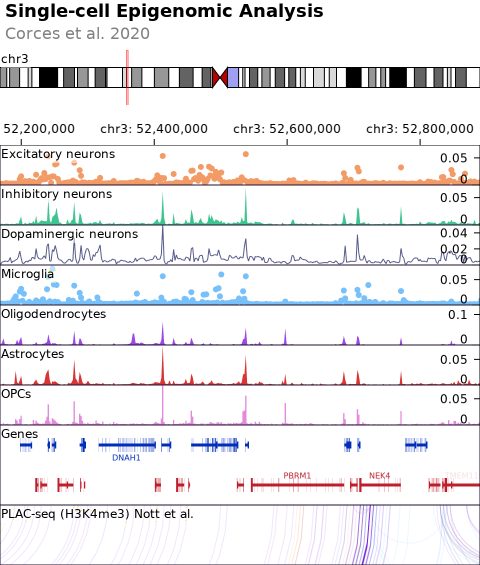 Single-cell Epigenomic Analysis
Corces et al. 2020
chr3
52,200,000 chr3: 52,400,000 chr3: 52,600,000 chr3: 52,800,000
Excitatory neurons 0.05
0
Inhibitory neurons 0.05
0
Dopaminergic neurons 0.04
0.02
0
Microglia 0.05
0
Oligodendrocytes 0.1
0
Astrocytes 0.05
0
OPCs 0.05
0
Genes
DNAH1
PBRM1 NEK4 TMEM110
PLAC-seq (H3K4me3) Nott et al.